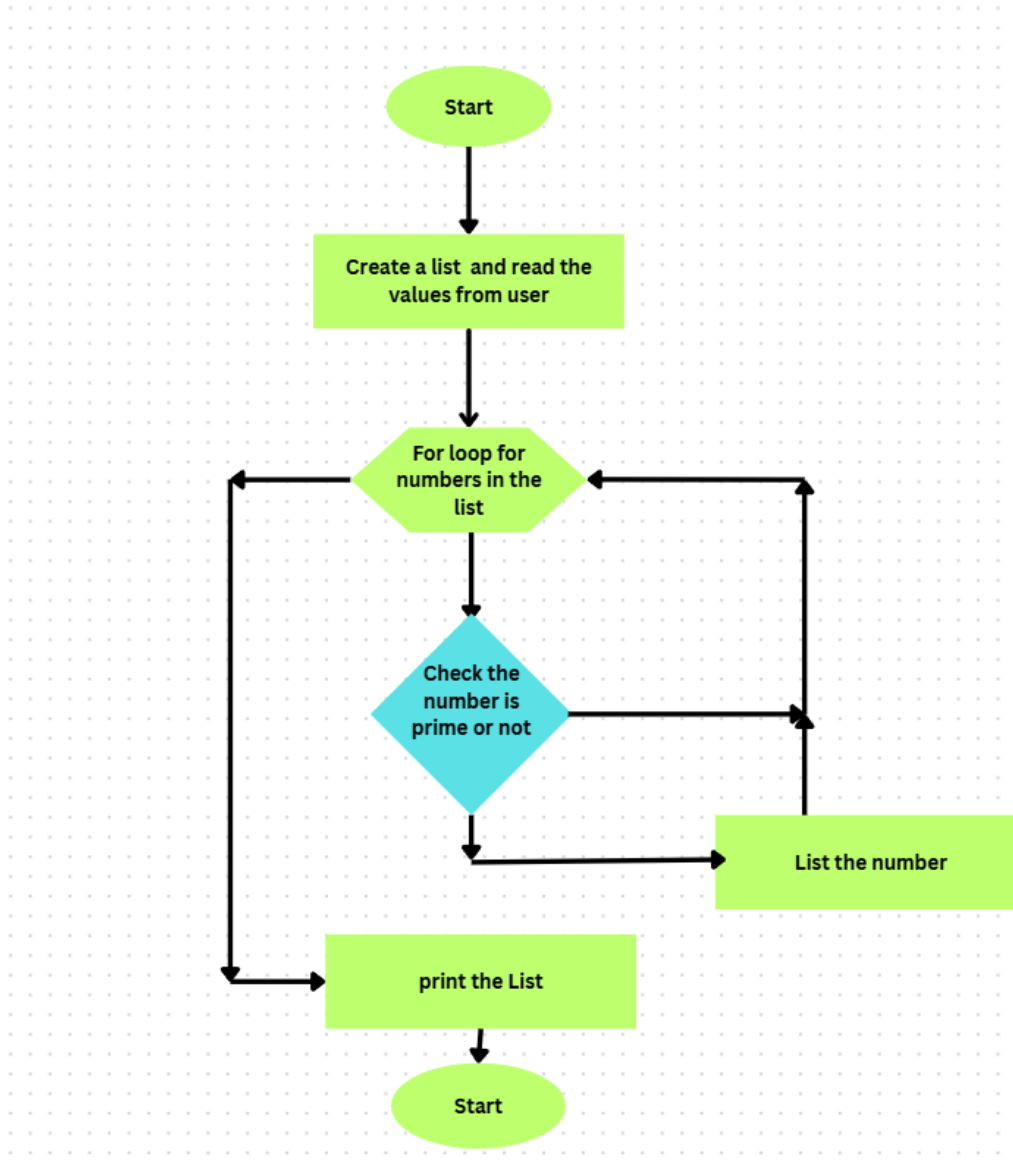 Start
Create a list  and read the
values from user
For loop for
numbers in the
list
Check the
number is
prime or not
List the number
print the List
Start